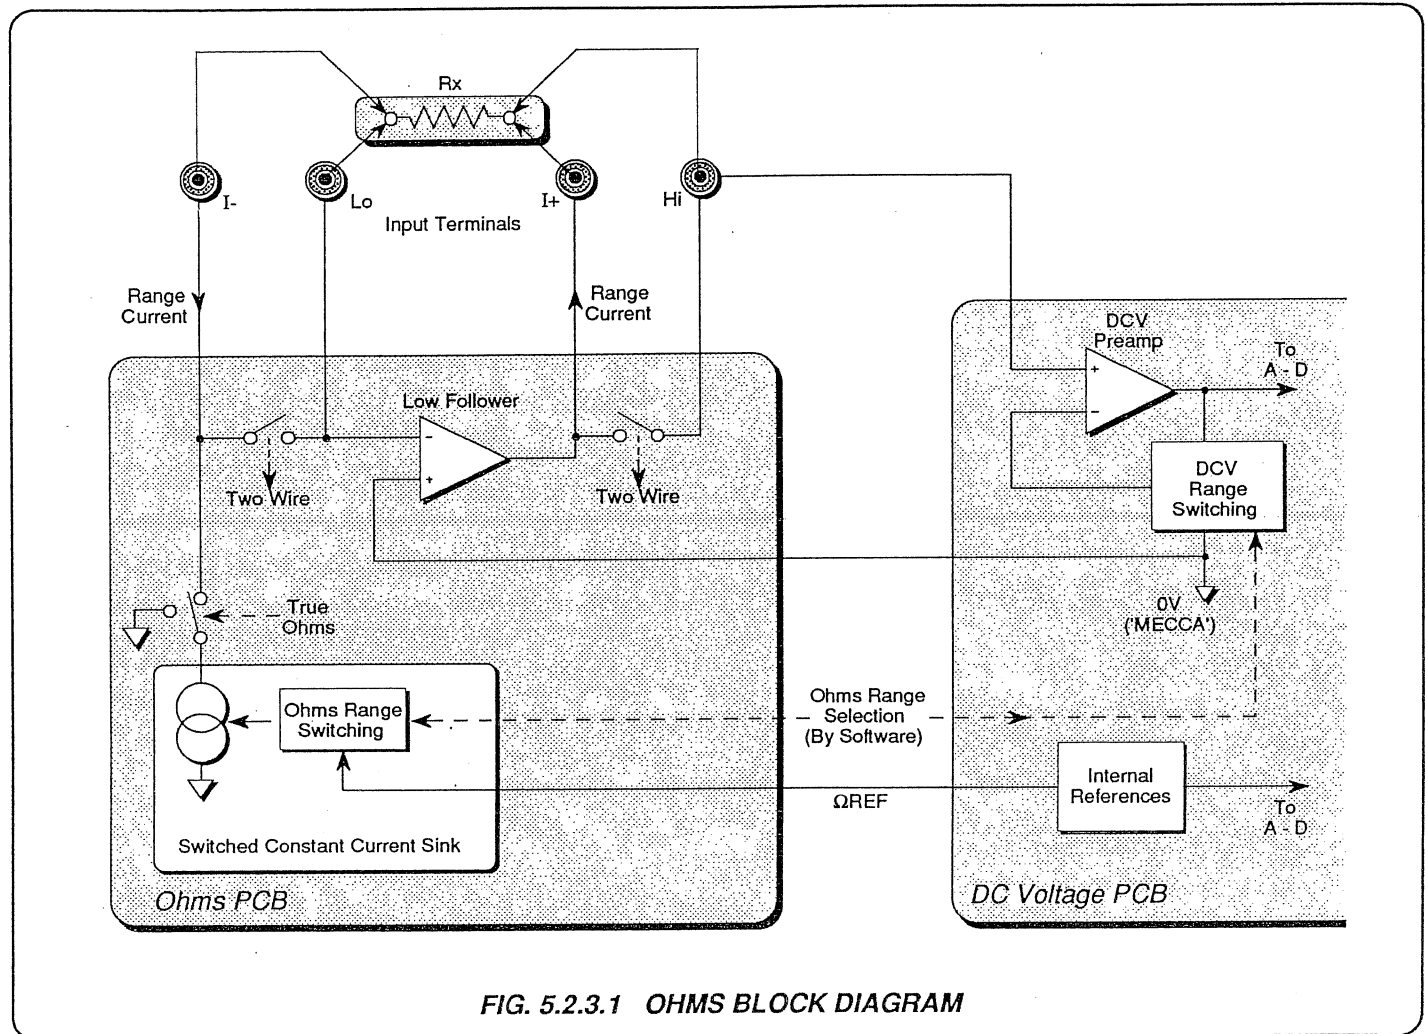 Rx
I-
Lo
I+
Hi
Input Terminals
Range
Current
Range
Current
DCV
Preamp
+
-
To
A - D
Low Follower
-
+
Two Wire
Two Wire
DCV
Range
Switching
True
Ohms
0V
('MECCA')
Ohms Range
Switching
Ohms Range
Selection
(By Software)
Internal
References
ΩREF
To
A - D
Switched Constant Current Sink
Ohms PCB
DC Voltage PCB
FIG. 5.2.3.1 OHMS BLOCK DIAGRAM